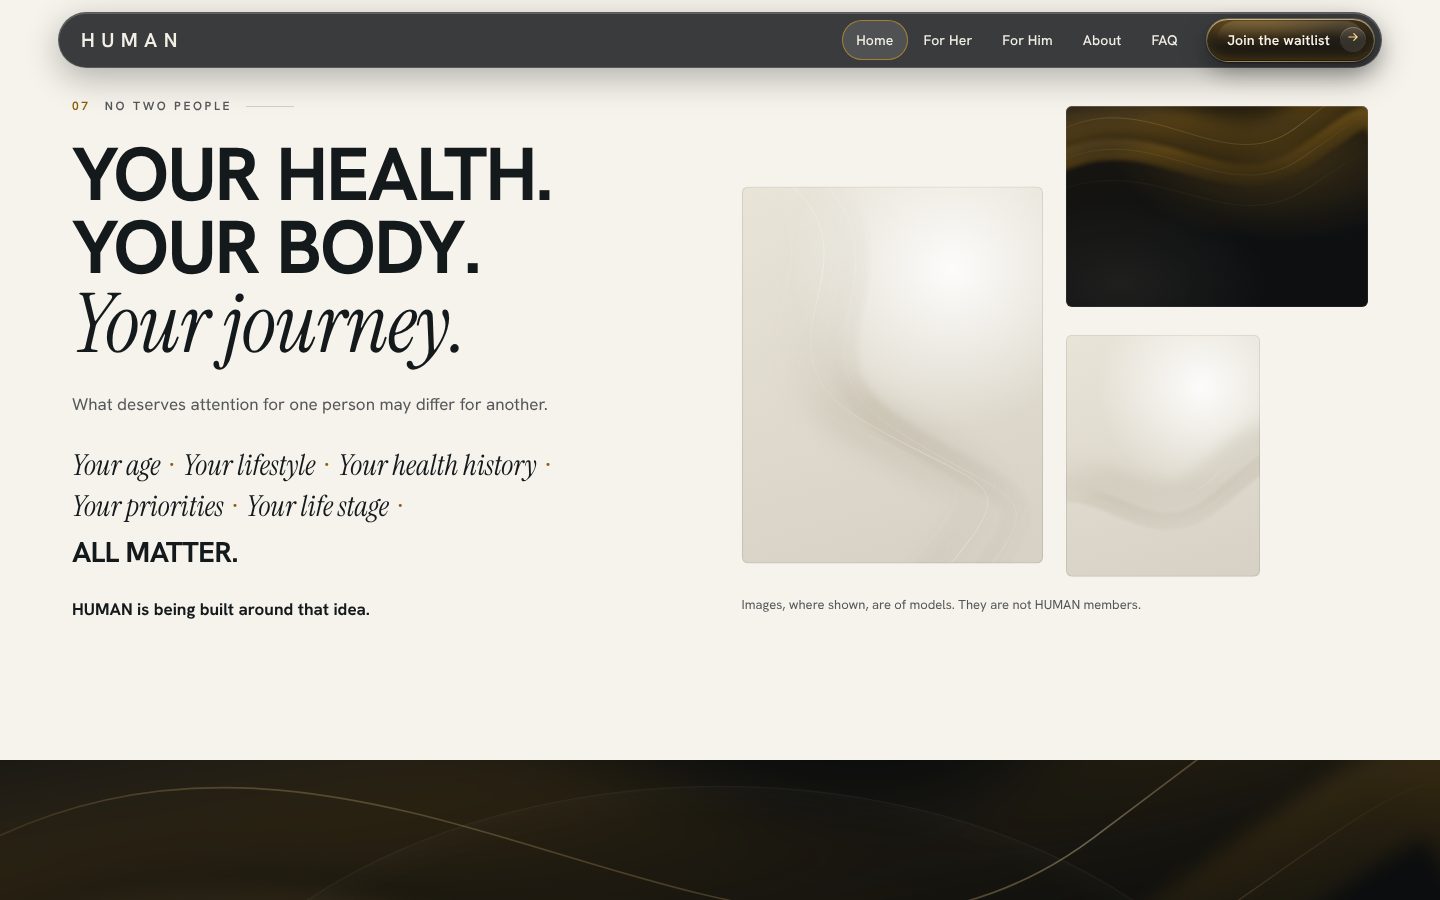 HUMAN
Home
For Her
For Him
About
FAQ
Join the waitlist
07 NO TWO PEOPLE
YOUR HEALTH.
YOUR BODY.
Your journey.
What deserves attention for one person may differ for another.
Your age · Your lifestyle · Your health history ·
Your priorities · Your life stage ·
ALL MATTER.
HUMAN is being built around that idea.
Images, where shown, are of models. They are not HUMAN members.